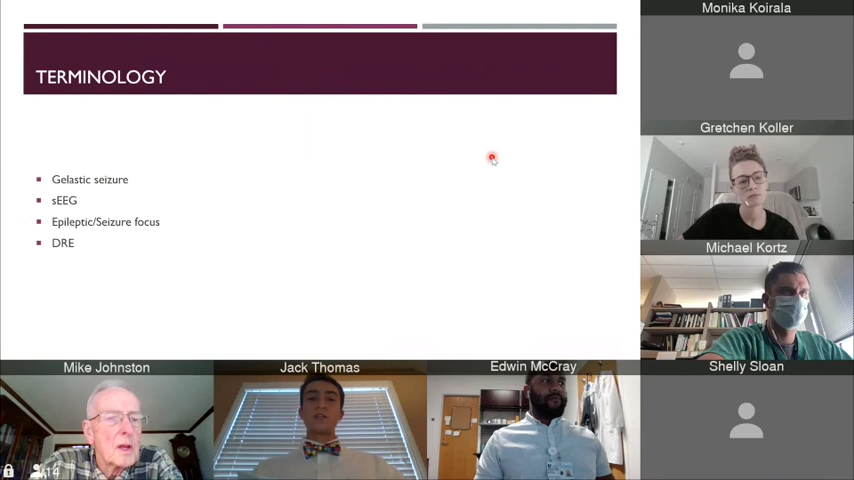 Monika Koirala
TERMINOLOGY
Gretchen Koller
Gelastic seizure
sEEG
Epileptic/Seizure focus
DRE
Michael Kortz
Mike Johnston
Jack Thomas
Edwin McCray
Shelly Sloan
14